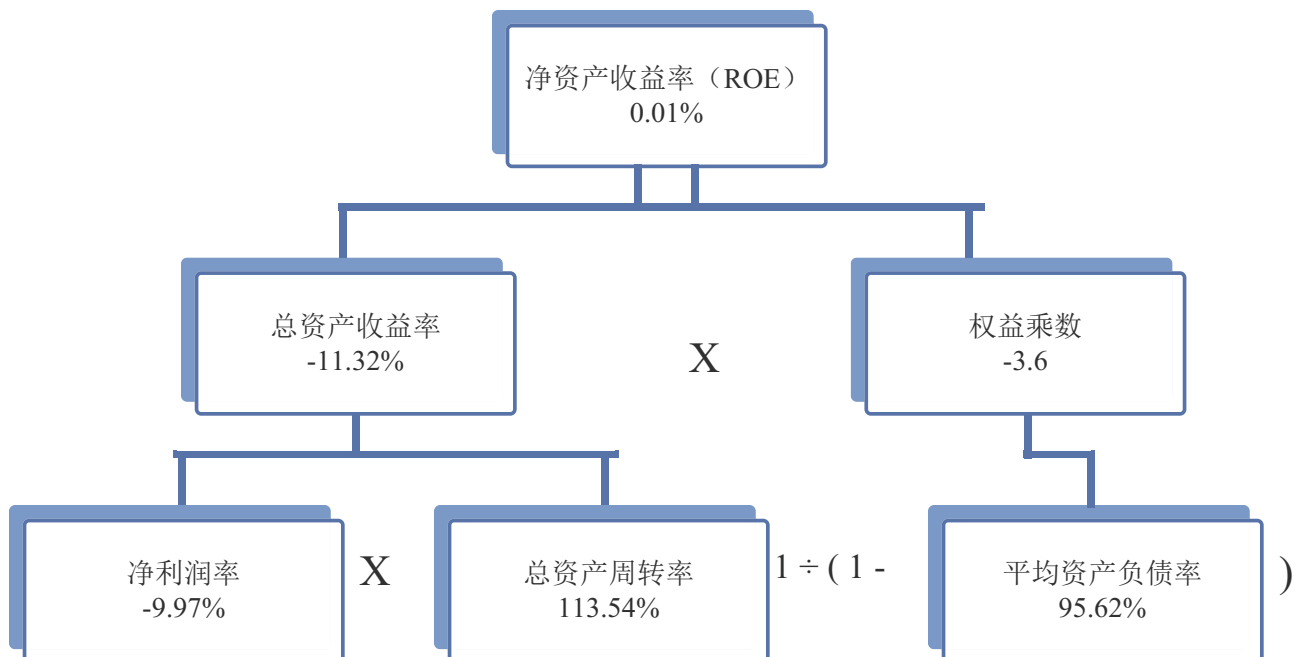 净资产收益率（ROE）
0.01%
总资产收益率
-11.32%
X
权益乘数
-3.6
净利润率
-9.97%
X
总资产周转率
113.54%
1 ÷ ( 1 -
平均资产负债率
95.62%
)